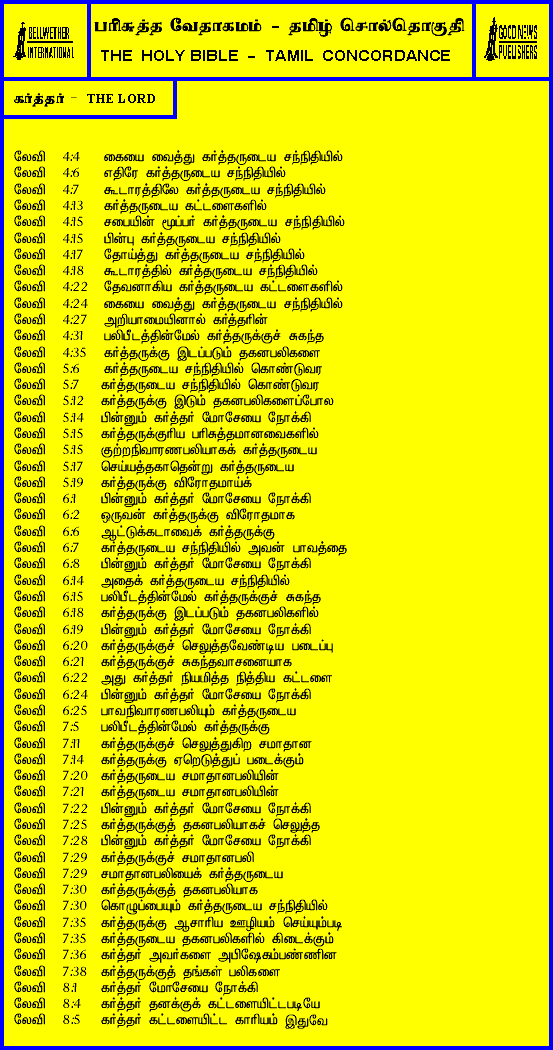 BELLWETHER
INTERNATIONAL
பரிசுத்த வேதாகமம் - தமிழ் சொல்தொகுதி
THE HOLY BIBLE - TAMIL CONCORDANCE
GOOD NEWS
PUBLISHERS
கர்த்தர் - THE LORD
லேவி 4:4 கையை வைத்து கர்த்தருடைய சந்நிதியில்
லேவி 4:6 எதிரே கர்த்தருடைய சந்நிதியில்
லேவி 4:7 கூடாரத்திலே கர்த்தருடைய சந்நிதியில்
லேவி 4:13 கர்த்தருடைய கட்டளைகளில்
லேவி 4:15 சபையின் மூப்பர் கர்த்தருடைய சந்நிதியில்
லேவி 4:15 பின்பு கர்த்தருடைய சந்நிதியில்
லேவி 4:17 தோய்த்து கர்த்தருடைய சந்நிதியில்
லேவி 4:18 கூடாரத்தில் கர்த்தருடைய சந்நிதியில்
லேவி 4:22 தேவனாகிய கர்த்தருடைய கட்டளைகளில்
லேவி 4:24 கையை வைத்து கர்த்தருடைய சந்நிதியில்
லேவி 4:27 அறியாமையினால் கர்த்தரின்
லேவி 4:31 பலிபீடத்தின்மேல் கர்த்தருக்குச் சுகந்த
லேவி 4:35 கர்த்தருக்கு இடப்படும் தகனபலிகளை
லேவி 5:6 கர்த்தருடைய சந்நிதியில் கொண்டுவர
லேவி 5:7 கர்த்தருடைய சந்நிதியில் கொண்டுவர
லேவி 5:12 கர்த்தருக்கு இடும் தகனபலிகளைப்போல
லேவி 5:14 பின்னும் கர்த்தர் மோசேயை நோக்கி
லேவி 5:15 கர்த்தருக்குரிய பரிசுத்தமானவைகளில்
லேவி 5:15 குற்றநிவாரணபலியாகக் கர்த்தருடைய
லேவி 5:17 செய்யத்தகாதென்று கர்த்தருடைய
லேவி 5:19 கர்த்தருக்கு விரோதமாய்க்
லேவி 6:1 பின்னும் கர்த்தர் மோசேயை நோக்கி
லேவி 6:2 ஒருவன் கர்த்தருக்கு விரோதமாக
லேவி 6:6 ஆட்டுக்கடாவைக் கர்த்தருக்கு
லேவி 6:7 கர்த்தருடைய சந்நிதியில் அவன் பாவத்தை
லேவி 6:8 பின்னும் கர்த்தர் மோசேயை நோக்கி
லேவி 6:14 அதைக் கர்த்தருடைய சந்நிதியில்
லேவி 6:15 பலிபீடத்தின்மேல் கர்த்தருக்குச் சுகந்த
லேவி 6:18 கர்த்தருக்கு இடப்படும் தகனபலிகளில்
லேவி 6:19 பின்னும் கர்த்தர் மோசேயை நோக்கி
லேவி 6:20 கர்த்தருக்குச் செலுத்தவேண்டிய படைப்பு
லேவி 6:21 கர்த்தருக்குச் சுகந்தவாசனையாக
லேவி 6:22 அது கர்த்தர் நியமித்த நித்திய கட்டளை
லேவி 6:24 பின்னும் கர்த்தர் மோசேயை நோக்கி
லேவி 6:25 பாவநிவாரணபலியும் கர்த்தருடைய
லேவி 7:5 பலிபீடத்தின்மேல் கர்த்தருக்கு
லேவி 7:11 கர்த்தருக்குச் செலுத்துகிற சமாதான
லேவி 7:14 கர்த்தருக்கு ஏறெடுத்துப் படைக்கும்
லேவி 7:20 கர்த்தருடைய சமாதானபலியின்
லேவி 7:21 கர்த்தருடைய சமாதானபலியின்
லேவி 7:22 பின்னும் கர்த்தர் மோசேயை நோக்கி
லேவி 7:25 கர்த்தருக்குத் தகனபலியாகச் செலுத்த
லேவி 7:28 பின்னும் கர்த்தர் மோசேயை நோக்கி
லேவி 7:29 கர்த்தருக்குச் சமாதானபலி
லேவி 7:29 சமாதானபலியைக் கர்த்தருடைய
லேவி 7:30 கர்த்தருக்குத் தகனபலியாக
லேவி 7:30 கொழுப்பையும் கர்த்தருடைய சந்நிதியில்
லேவி 7:35 கர்த்தருக்கு ஆசாரிய ஊழியம் செய்யும்படி
லேவி 7:35 கர்த்தருடைய தகனபலிகளில் கிடைக்கும்
லேவி 7:36 கர்த்தர் அவர்களை அபிஷேகம்பண்ணின
லேவி 7:38 கர்த்தருக்குத் தங்கள் பலிகளை
லேவி 8:1 கர்த்தர் மோசேயை நோக்கி
லேவி 8:4 கர்த்தர் தனக்குக் கட்டளையிட்டபடியே
லேவி 8:5 கர்த்தர் கட்டளையிட்ட காரியம் இதுவே